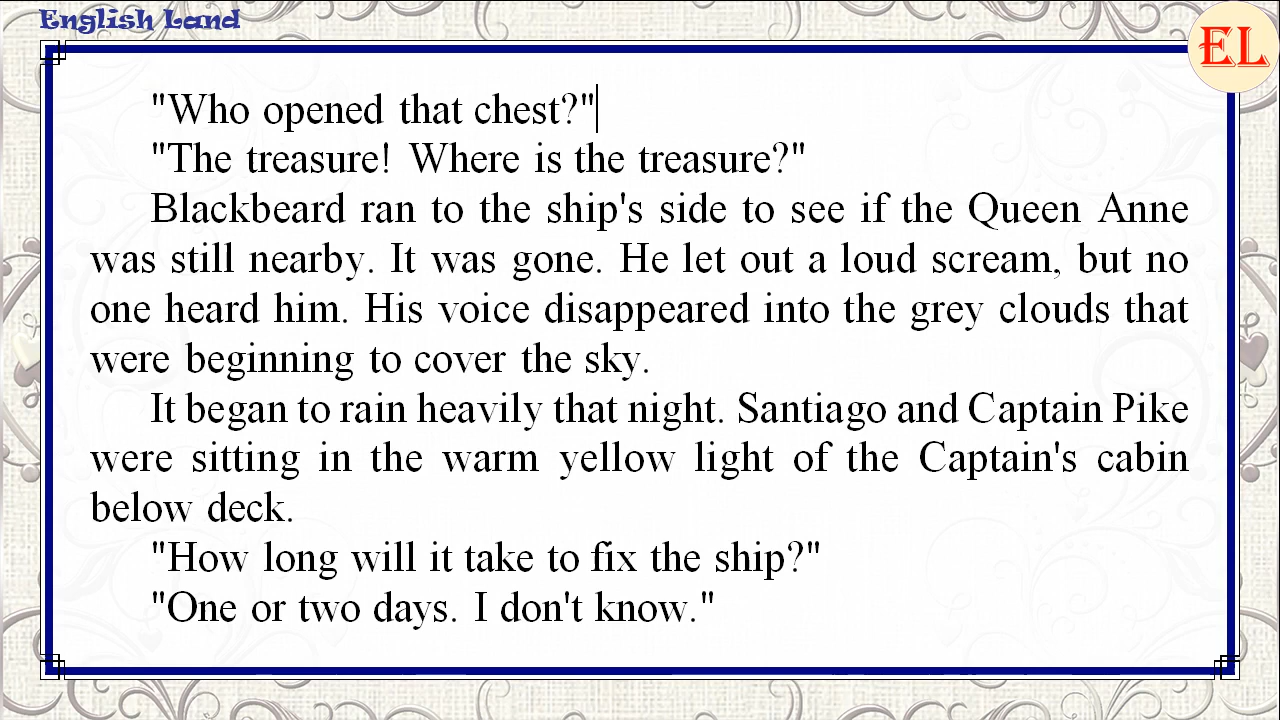 English Land
EL
"Who opened that chest?"
"The treasure! Where is the treasure?"
Blackbeard ran to the ship's side to see if the Queen Anne
was still nearby. It was gone. He let out a loud scream, but no
one heard him. His voice disappeared into the grey clouds that
were beginning to cover the sky.
It began to rain heavily that night. Santiago and Captain Pike
were sitting in the warm yellow light of the Captain's cabin
below deck.
"How long will it take to fix the ship?"
"One or two days. I don't know."